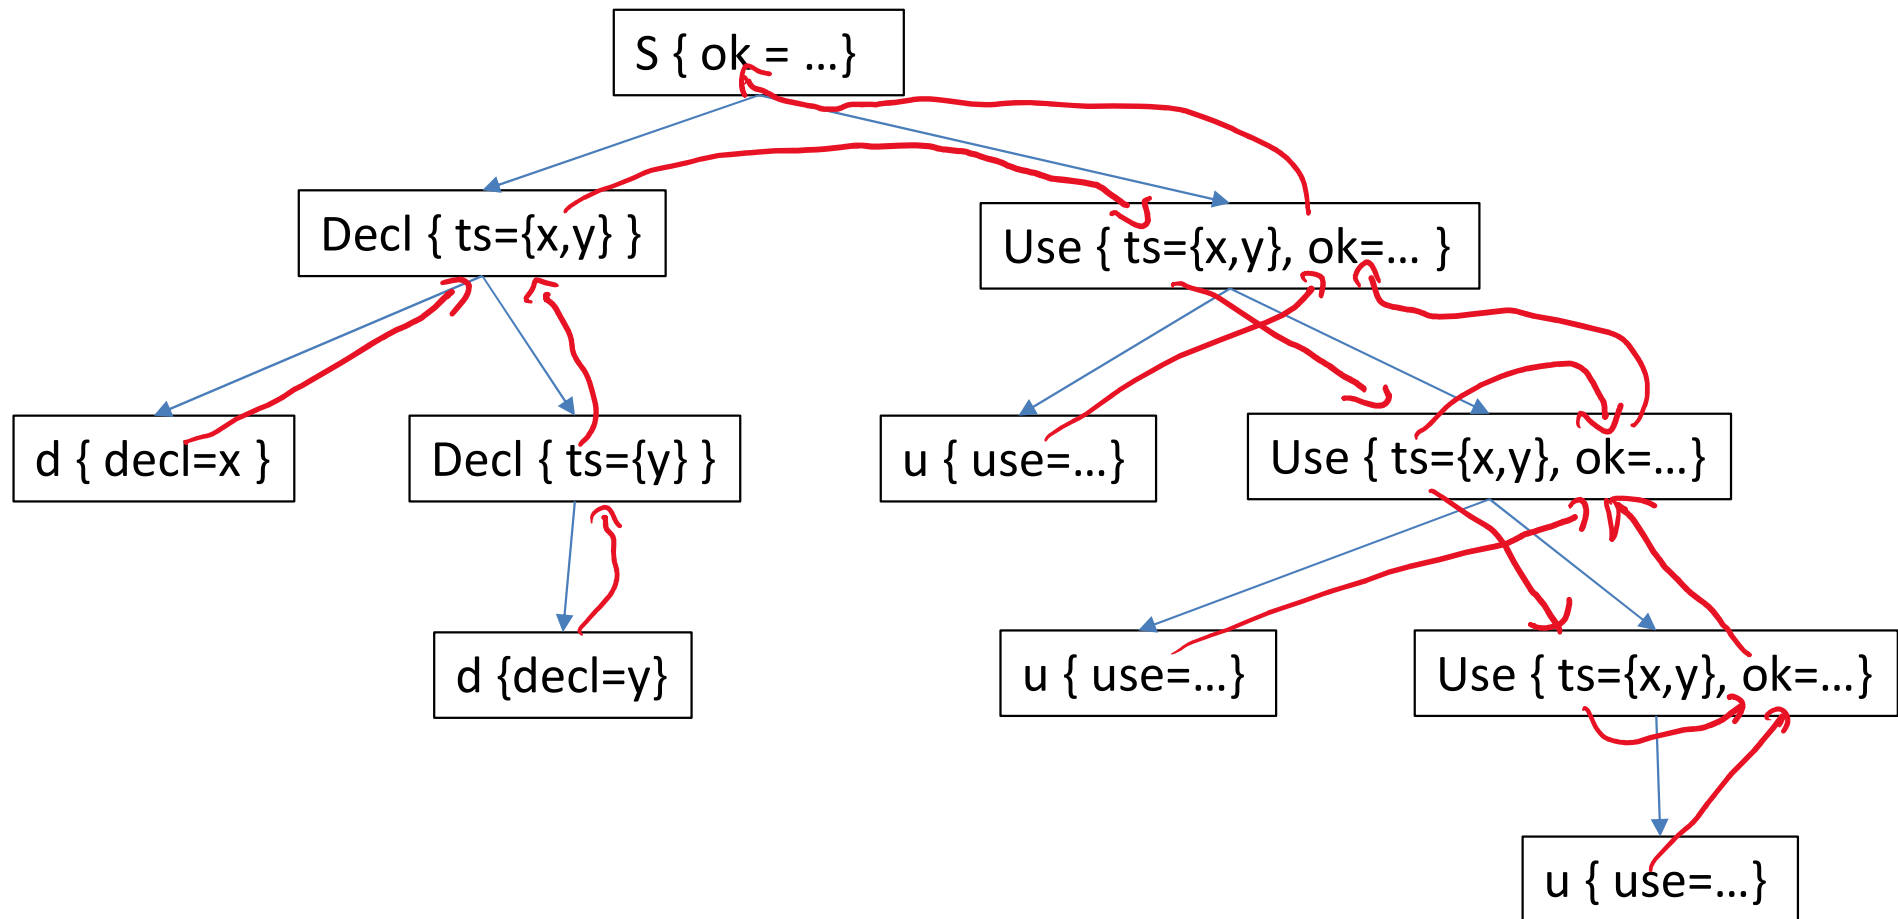 S { ok = ...}
Decl { ts={x,y} }
Use { ts={x,y}, ok=... }
d { decl=x }
Decl { ts={y} }
u { use=...}
Use { ts={x,y}, ok=...}
d {decl=y}
u { use=...}
Use { ts={x,y}, ok=...}
u { use=...}